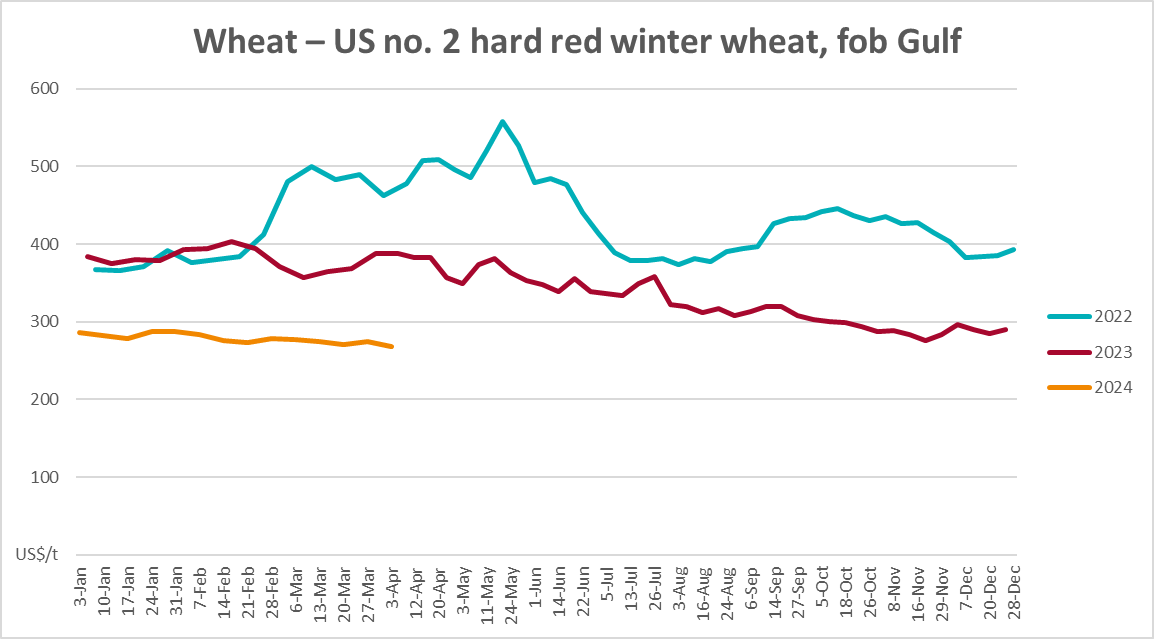 Wheat – US no. 2 hard red winter wheat, fob Gulf
600
500
400
300
200
100
US$/t
3-Jan
10-Jan
17-Jan
24-Jan
31-Jan
7-Feb
14-Feb
21-Feb
28-Feb
6-Mar
13-Mar
20-Mar
27-Mar
3-Apr
12-Apr
20-Apr
3-May
11-May
24-May
1-Jun
14-Jun
22-Jun
5-Jul
13-Jul
26-Jul
3-Aug
16-Aug
24-Aug
6-Sep
14-Sep
27-Sep
5-Oct
18-Oct
26-Oct
8-Nov
16-Nov
29-Nov
7-Dec
20-Dec
28-Dec
2022
2023
2024